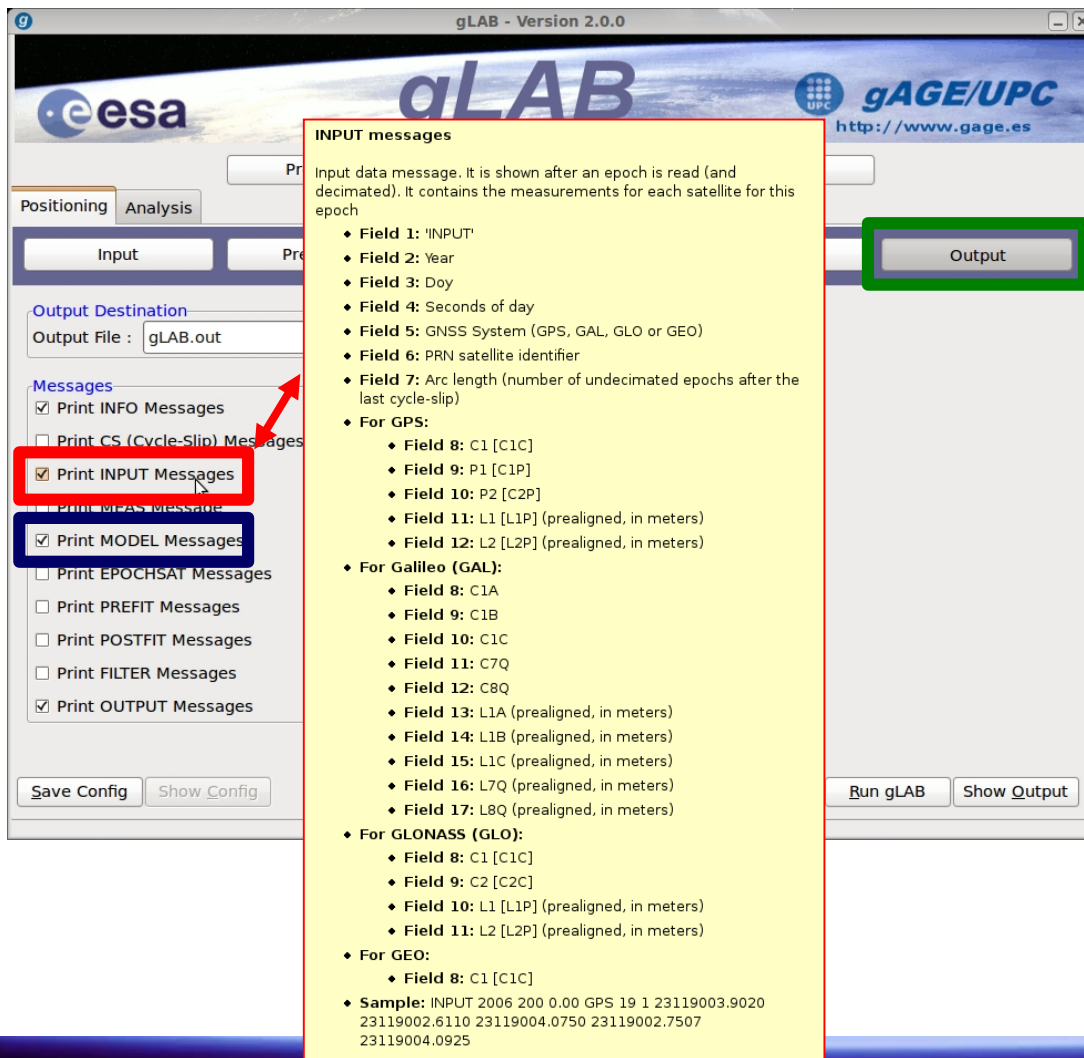 gLAB - Version 2.0.0
esa
gLAB
UPC
gAGE/UPC
http://www.gage.es
Positioning
Analysis
Input
Output
Output Destination
Output File :
gLAB.out
Messages
Print INFO Messages
Print CS (Cycle-Slip) Messages
Print INPUT Messages
Print MEAS Message
Print MODEL Messages
Print EPOCHSAT Messages
Print PREFIT Messages
Print POSTFIT Messages
Print FILTER Messages
Print OUTPUT Messages
Save Config
Show Config
Run gLAB
Show Output
INPUT messages
Input data message. It is shown after an epoch is read (and
decimated). It contains the measurements for each satellite for this
epoch
Field 1: 'INPUT'
Field 2: Year
Field 3: Doy
Field 4: Seconds of day
Field 5: GNSS System (GPS, GAL, GLO or GEO)
Field 6: PRN satellite identifier
Field 7: Arc length (number of undecimated epochs after the
last cycle-slip)
For GPS:
Field 8: C1 [C1C]
Field 9: P1 [C1P]
Field 10: P2 [C2P]
Field 11: L1 [L1P] (prealigned, in meters)
Field 12: L2 [L2P] (prealigned, in meters)
For Galileo (GAL):
Field 8: C1A
Field 9: C1B
Field 10: C1C
Field 11: C7Q
Field 12: C8Q
Field 13: L1A (prealigned, in meters)
Field 14: L1B (prealigned, in meters)
Field 15: L1C (prealigned, in meters)
Field 16: L7Q (prealigned, in meters)
Field 17: L8Q (prealigned, in meters)
For GLONASS (GLO):
Field 8: C1 [C1C]
Field 9: C2 [C2C]
Field 10: L1 [L1P] (prealigned, in meters)
Field 11: L2 [L2P] (prealigned, in meters)
For GEO:
Field 8: C1 [C1C]
Sample: INPUT 2006 200 0.00 GPS 19 1 23119003.9020
23119002.6110 23119004.0750 23119002.7507
23119004.0925